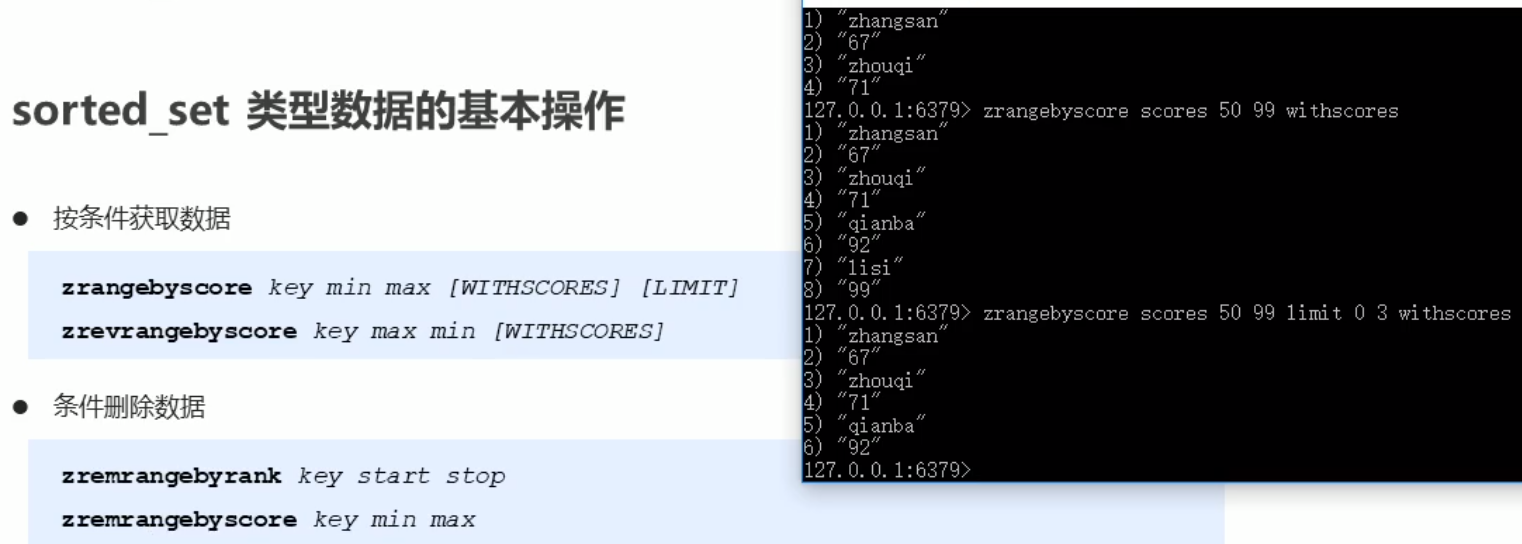 sorted_set 类型数据的基本操作
● 按条件获取数据
zrangebyscore key min max [WITHSCORES] [LIMIT]
zrevrangebyscore key max min [WITHSCORES]
● 条件删除数据
zremrangebyrank key start stop
zremrangebyscore key min max
1) "zhangsan"
2) "67"
3) "zhouqi"
4) "71"
127.0.0.1:6379> zrangebyscore scores 50 99 withscores
1) "zhangsan"
2) "67"
3) "zhouqi"
4) "71"
5) "qianba"
6) "92"
7) "lisi"
8) "99"
127.0.0.1:6379> zrangebyscore scores 50 99 limit 0 3 withscores
1) "zhangsan"
2) "67"
3) "zhouqi"
4) "71"
5) "qianba"
6) "92"
127.0.0.1:6379>